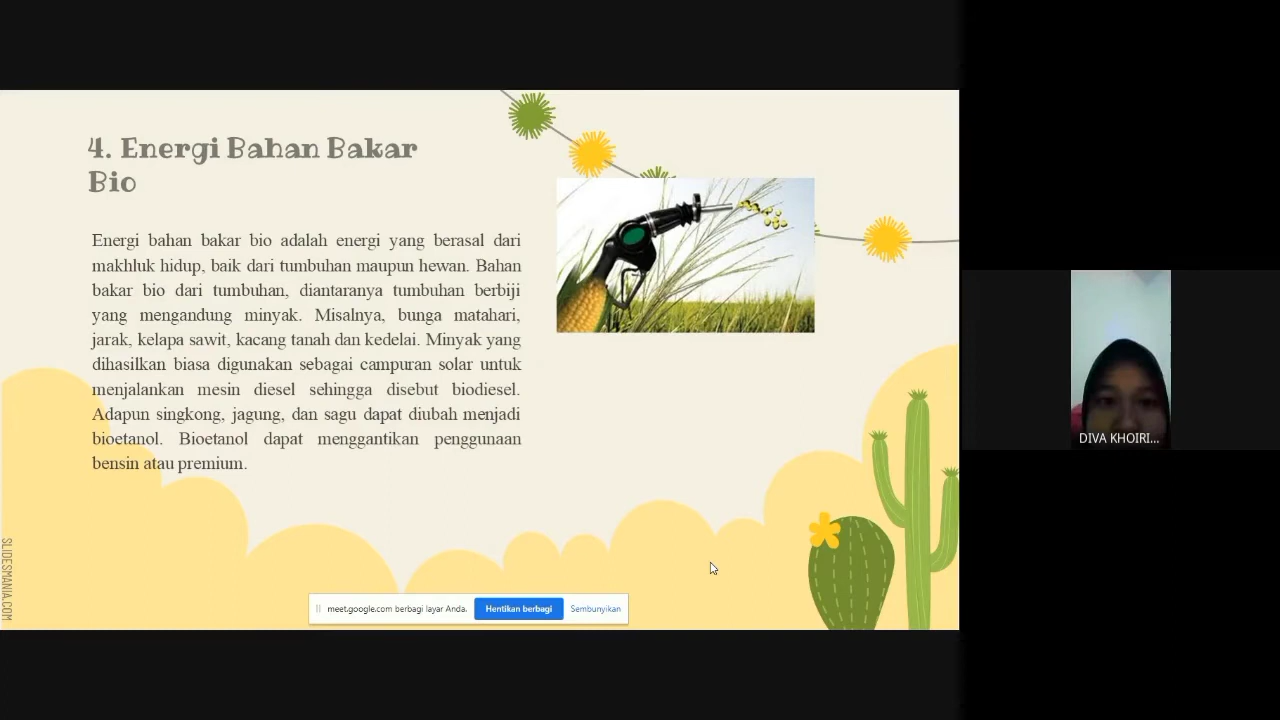 4. Energi Bahan Bakar
Bio
Energi bahan bakar bio adalah energi yang berasal dari
makhluk hidup, baik dari tumbuhan maupun hewan. Bahan
bakar bio dari tumbuhan, diantaranya tumbuhan berbiji
yang mengandung minyak. Misalnya, bunga matahari,
jarak, kelapa sawit, kacang tanah dan kedelai. Minyak yang
dihasilkan biasa digunakan sebagai campuran solar untuk
menjalankan mesin diesel sehingga disebut biodiesel.
Adapun singkong, jagung, dan sagu dapat diubah menjadi
bioetanol. Bioetanol dapat menggantikan penggunaan
bensin atau premium.
SLIDESMANIA.COM
meet.google.com berbagi layar Anda. Hentikan berbagi Sembunyikan
DIVA KHOIRI...